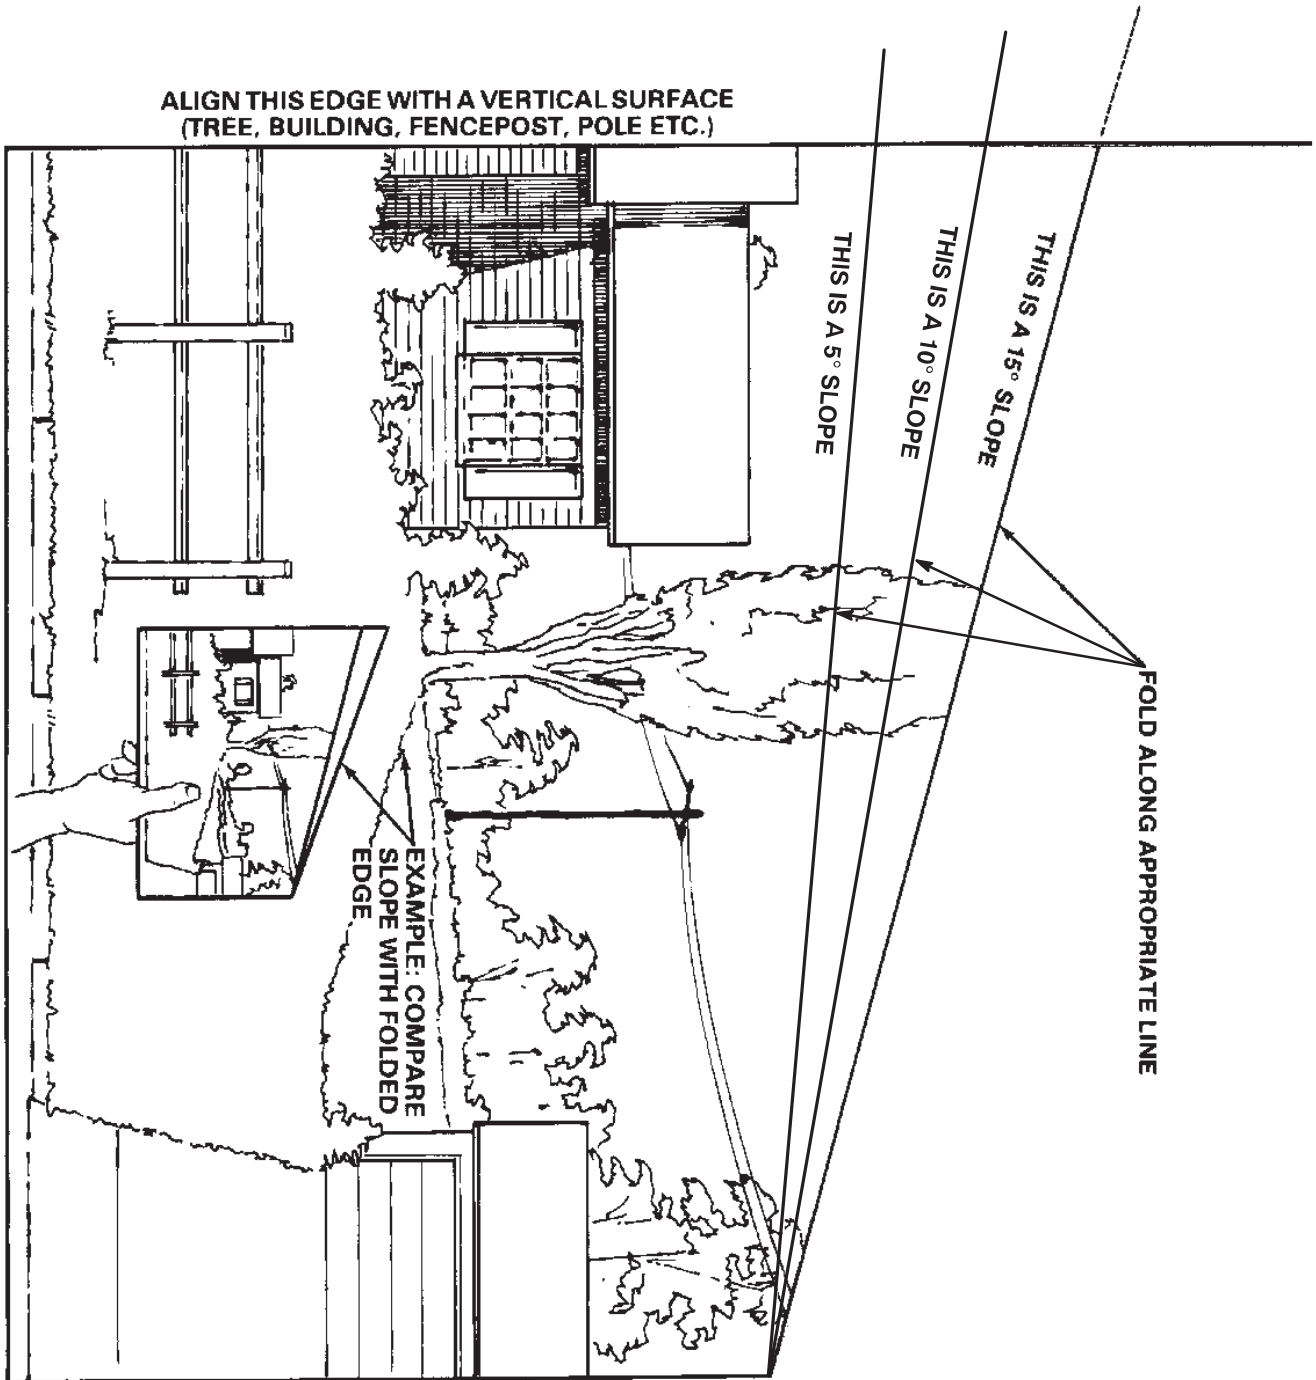 ALIGN THIS EDGE WITH A VERTICAL SURFACE
(TREE, BUILDING, FENCEPOST, POLE ETC.)
THIS IS A 15° SLOPE
THIS IS A 10° SLOPE
THIS IS A 5° SLOPE
FOLD ALONG APPROPRIATE LINE
EXAMPLE: COMPARE
SLOPE WITH FOLDED
EDGE